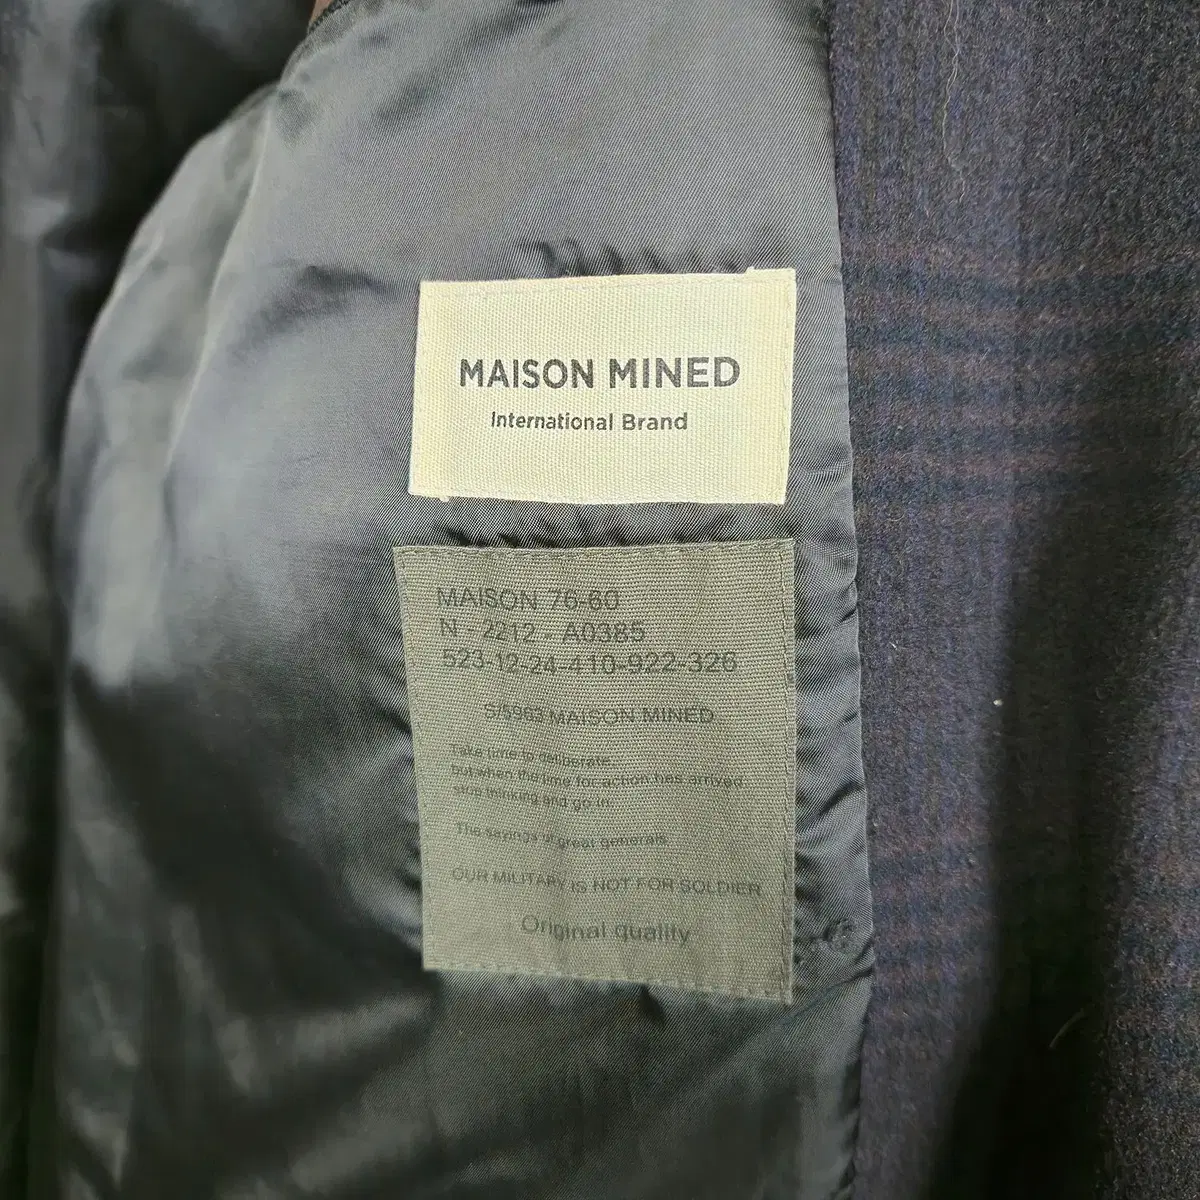 MAISON MINED
International Brand
MAISON 76-60
N - 2212 - A0385
523-12-24-410-922-326
S/5963 MAISON MINED
Take time to deliberate.
but when the time for action has arrived
stop thinking and go in.
The sayings of great generals
OUR MILITARY IS NOT FOR SOLDIER
Original quality